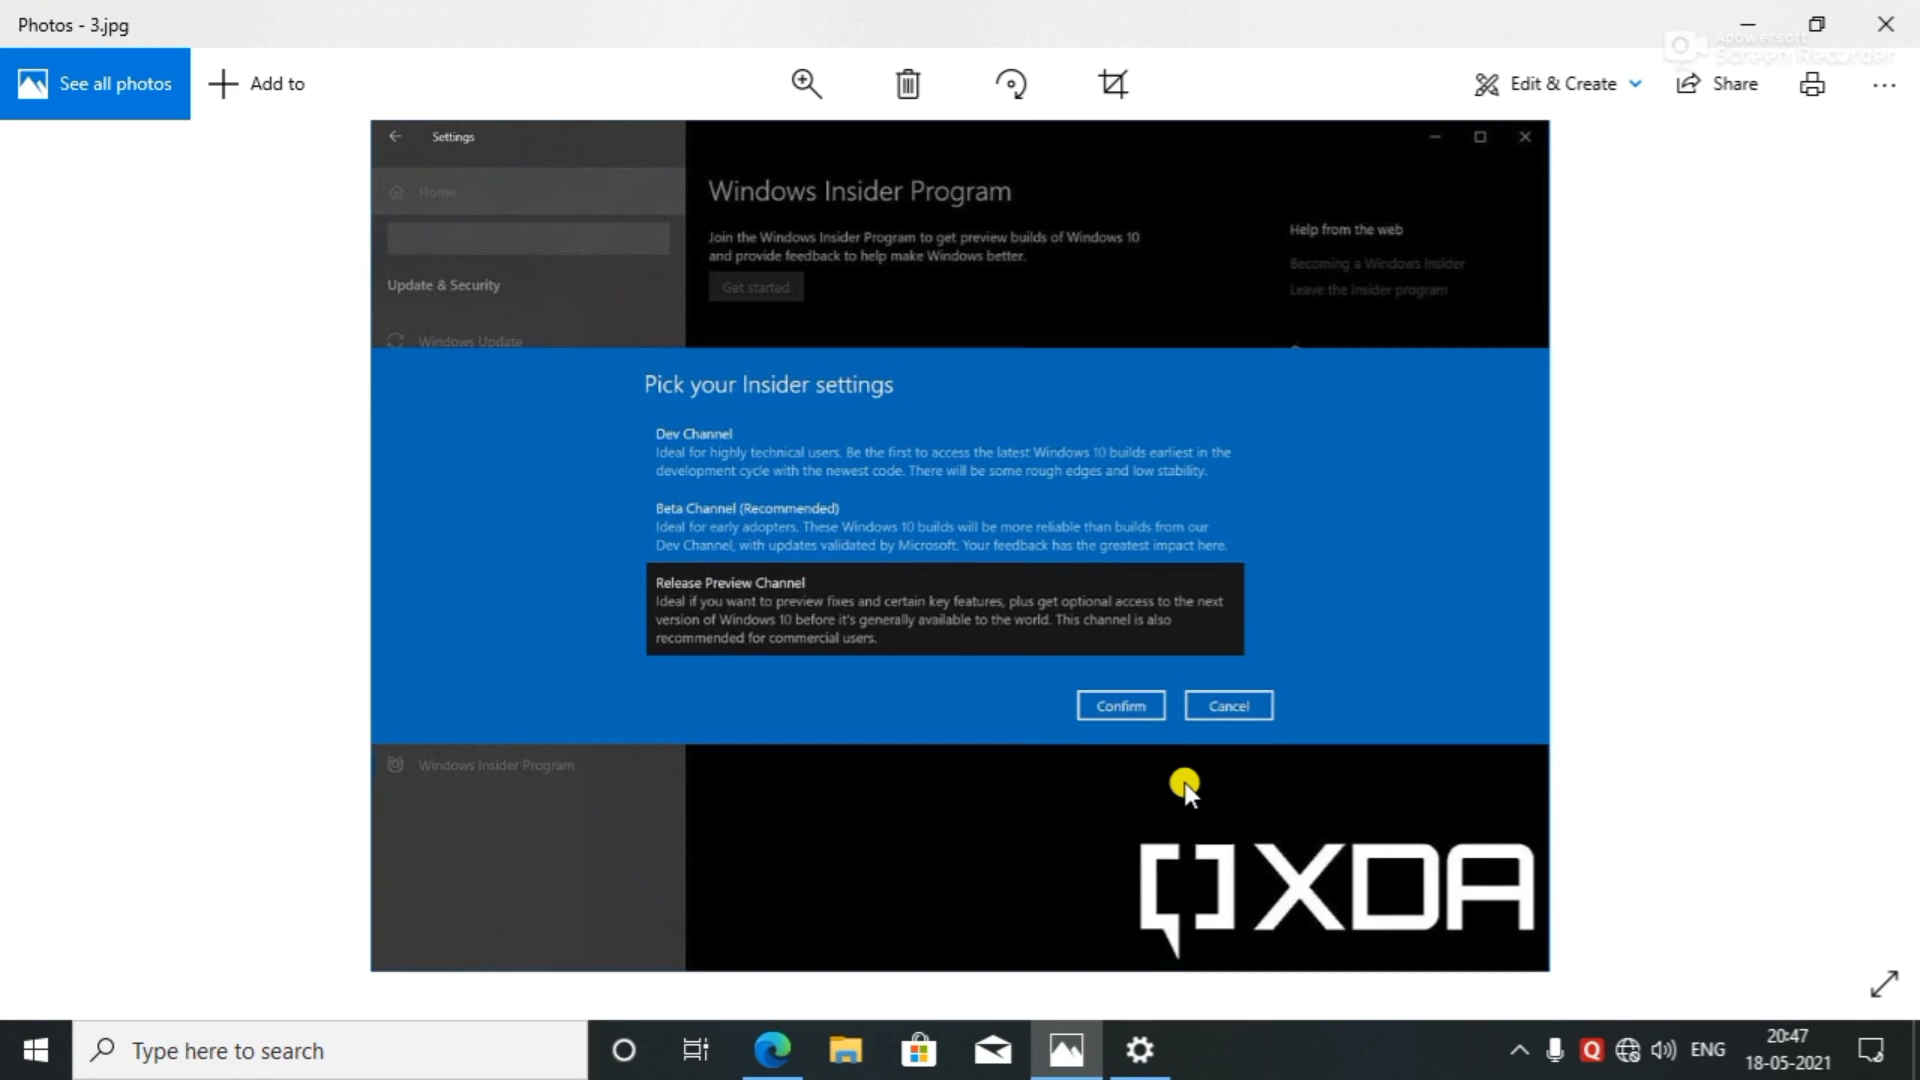 Photos - 3.jpg
Apowersoft
Screen Recorder
See all photos
Add to
Edit & Create
Share
Settings
Home
Windows Insider Program
Join the Windows Insider Program to get preview builds of Windows 10
and provide feedback to help make Windows better.
Get started
Help from the web
Becoming a Windows Insider
Leave the insider program
Update & Security
Windows Update
Pick your Insider settings
Dev Channel
Ideal for highly technical users. Be the first to access the latest Windows 10 builds earliest in the
development cycle with the newest code. There will be some rough edges and low stability.
Beta Channel (Recommended)
Ideal for early adopters. These Windows 10 builds will be more reliable than builds from our
Dev Channel, with updates validated by Microsoft. Your feedback has the greatest impact here.
Release Preview Channel
Ideal if you want to preview fixes and certain key features, plus get optional access to the next
version of Windows 10 before it's generally available to the world. This channel is also
recommended for commercial users.
Confirm
Cancel
Windows Insider Program
XDA
Type here to search
ENG
20:47
18-05-2021